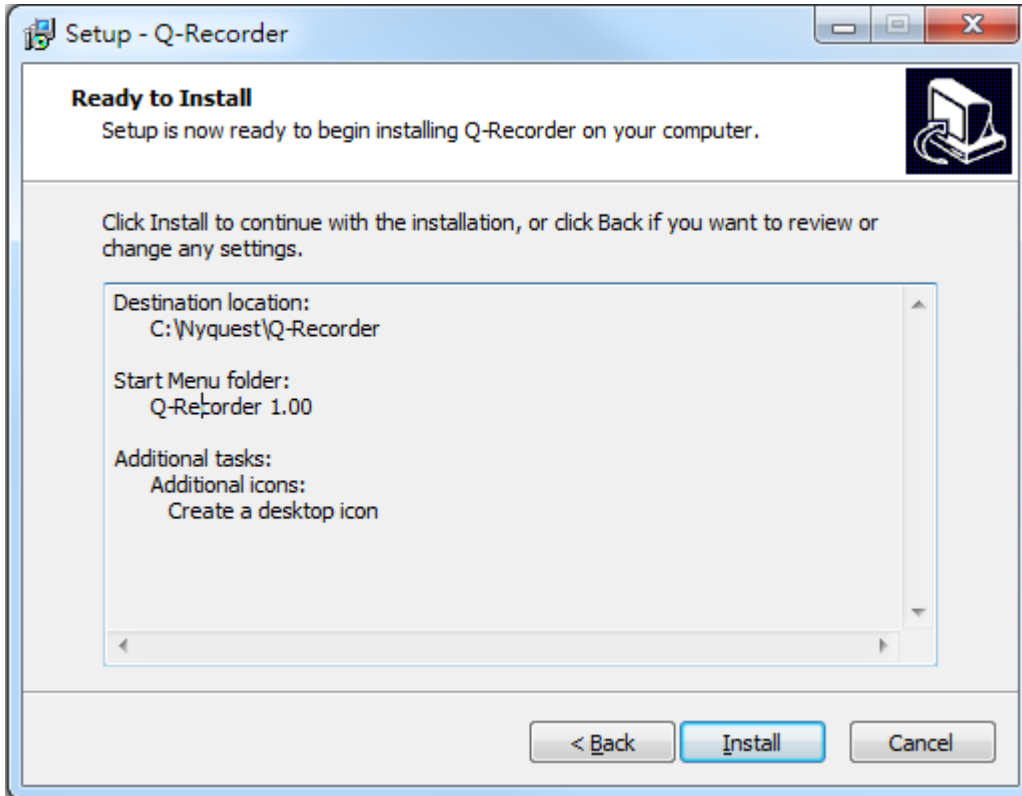 Setup - Q-Recorder
Ready to Install
Setup is now ready to begin installing Q-Recorder on your computer.
Click Install to continue with the installation, or click Back if you want to review or
change any settings.
Destination location:
C:\Nyquest\Q-Recorder
Start Menu folder:
Q-Recorder 1.00
Additional tasks:
Additional icons:
Create a desktop icon
< Back
Install
Cancel